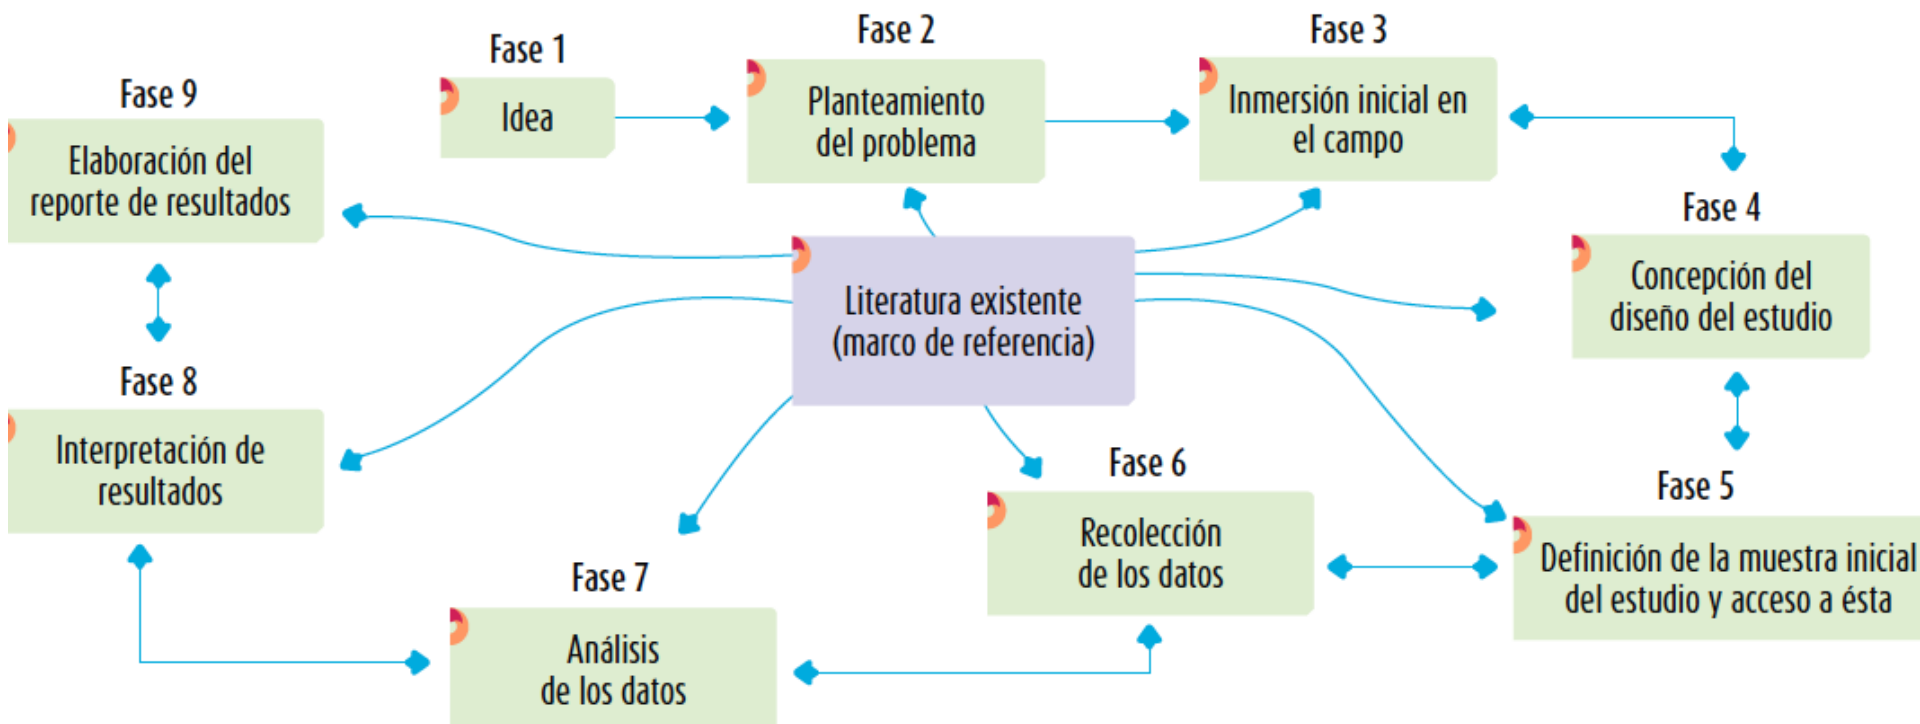 Fase 1
Idea
Fase 2
Planteamiento
del problema
Fase 3
Inmersión inicial en
el campo
Fase 4
Concepción del
diseño del estudio
Fase 5
Definición de la muestra inicial
del estudio y acceso a ésta
Fase 6
Recolección
de los datos
Fase 7
Análisis
de los datos
Fase 8
Interpretación de
resultados
Fase 9
Elaboración del
reporte de resultados
Literatura existente
(marco de referencia)